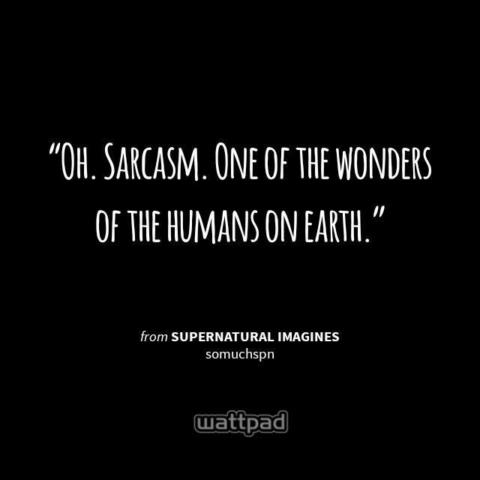 “Oh. Sarcasm. One of the wonders
of the humans on earth.”
from SUPERNATURAL IMAGINES
somuchspn
wattpad